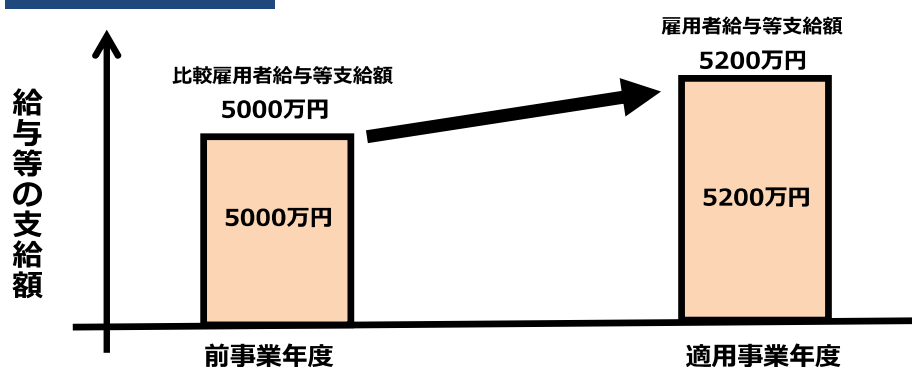 雇用者給与等支給額
5200万円
比較雇用者給与等支給額
5000万円
給与等の支給額
5000万円
5200万円
前事業年度
適用事業年度